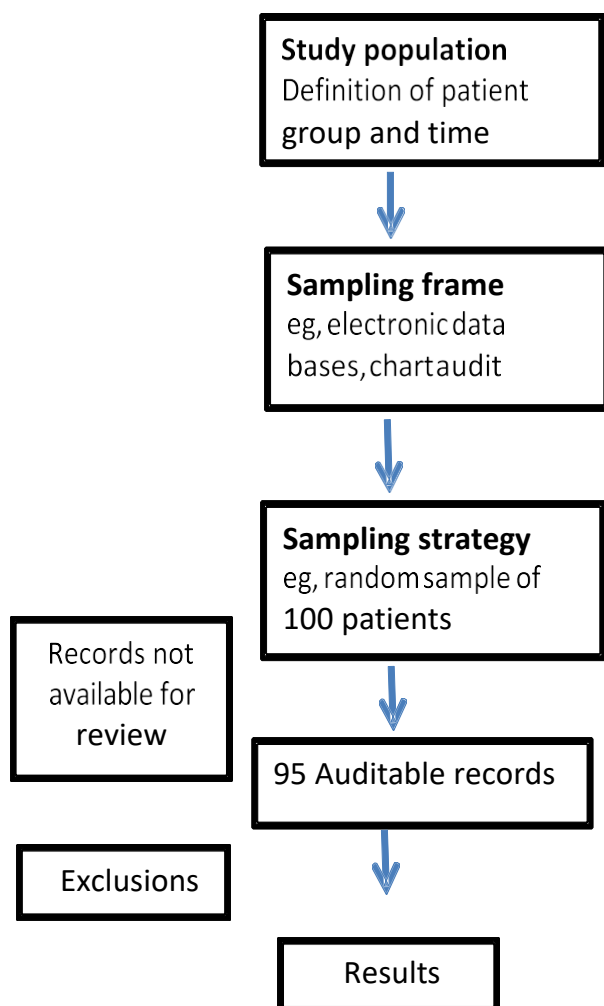 Study population
Definition of patient
group and time
Sampling frame
eg, electronic data
bases, chart audit
Sampling strategy
eg, random sample of
100 patients
Records not
available for
review
95 Auditable records
Exclusions
Results